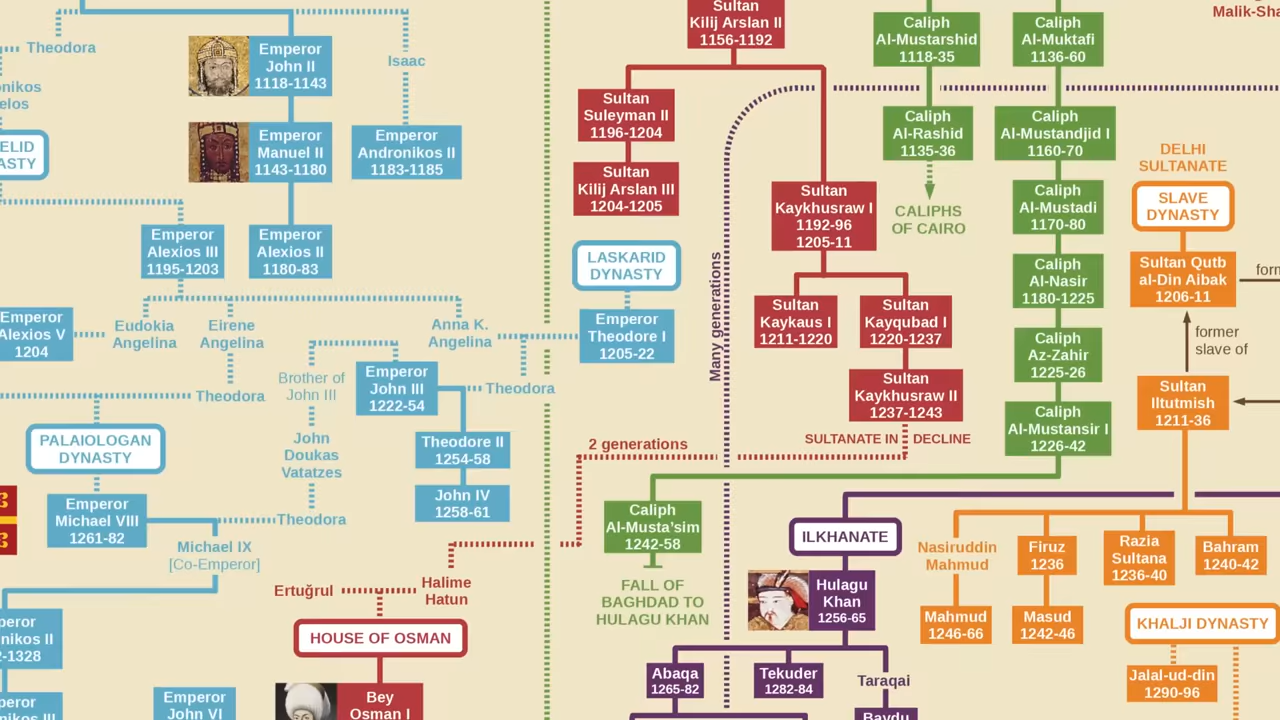 Theodora
nikos
elos
ELID
ASTY
Emperor
John II
1118-1143
Isaac
Emperor
Manuel II
1143-1180
Emperor
Andronikos II
1183-1185
Emperor
Alexios III
1195-1203
Emperor
Alexios II
1180-83
Emperor
Alexios V
1204
Eudokia
Angelina
Eirene
Angelina
Anna K.
Angelina
LASKARID
DYNASTY
Emperor
Theodore I
1205-22
Theodora
Brother of
John III
Emperor
John III
1222-54
Theodora
PALAIOLOGAN
DYNASTY
John
Doukas
Vatatzes
Theodore II
1254-58
John IV
1258-61
Emperor
Michael VIII
1261-82
Theodora
Michael IX
[Co-Emperor]
peror
nikos II
2-1328
peror
nikos III
Emperor
John VI
Ertuğrul
Halime
Hatun
HOUSE OF OSMAN
Bey
Osman I
2 generations
Sultan
Kilij Arslan II
1156-1192
Sultan
Suleyman II
1196-1204
Sultan
Kilij Arslan III
1204-1205
Many generations
Sultan
Kaykhusraw I
1192-96
1205-11
Sultan
Kaykaus I
1211-1220
Sultan
Kayqubad I
1220-1237
Sultan
Kaykhusraw II
1237-1243
SULTANATE IN DECLINE
Caliph
Al-Mustarshid
1118-35
Caliph
Al-Rashid
1135-36
CALIPHS
OF CAIRO
Caliph
Al-Muktafi
1136-60
Caliph
Al-Mustandjid I
1160-70
Caliph
Al-Mustadi
1170-80
Caliph
Al-Nasir
1180-1225
Caliph
Az-Zahir
1225-26
Caliph
Al-Mustansir I
1226-42
Caliph
Al-Musta'sim
1242-58
FALL OF
BAGHDAD TO
HULAGU KHAN
ILKHANATE
Hulagu
Khan
1256-65
Abaqa
1265-82
Tekuder
1282-84
Taraqai
Baydu
Malik-Sha
DELHI
SULTANATE
SLAVE
DYNASTY
Sultan Qutb
al-Din Aibak
1206-11
form
former
slave of
Sultan
Iltutmish
1211-36
Nasiruddin
Mahmud
Firuz
1236
Razia
Sultana
1236-40
Bahram
1240-42
Mahmud
1246-66
Masud
1242-46
KHALJI DYNASTY
Jalal-ud-din
1290-96